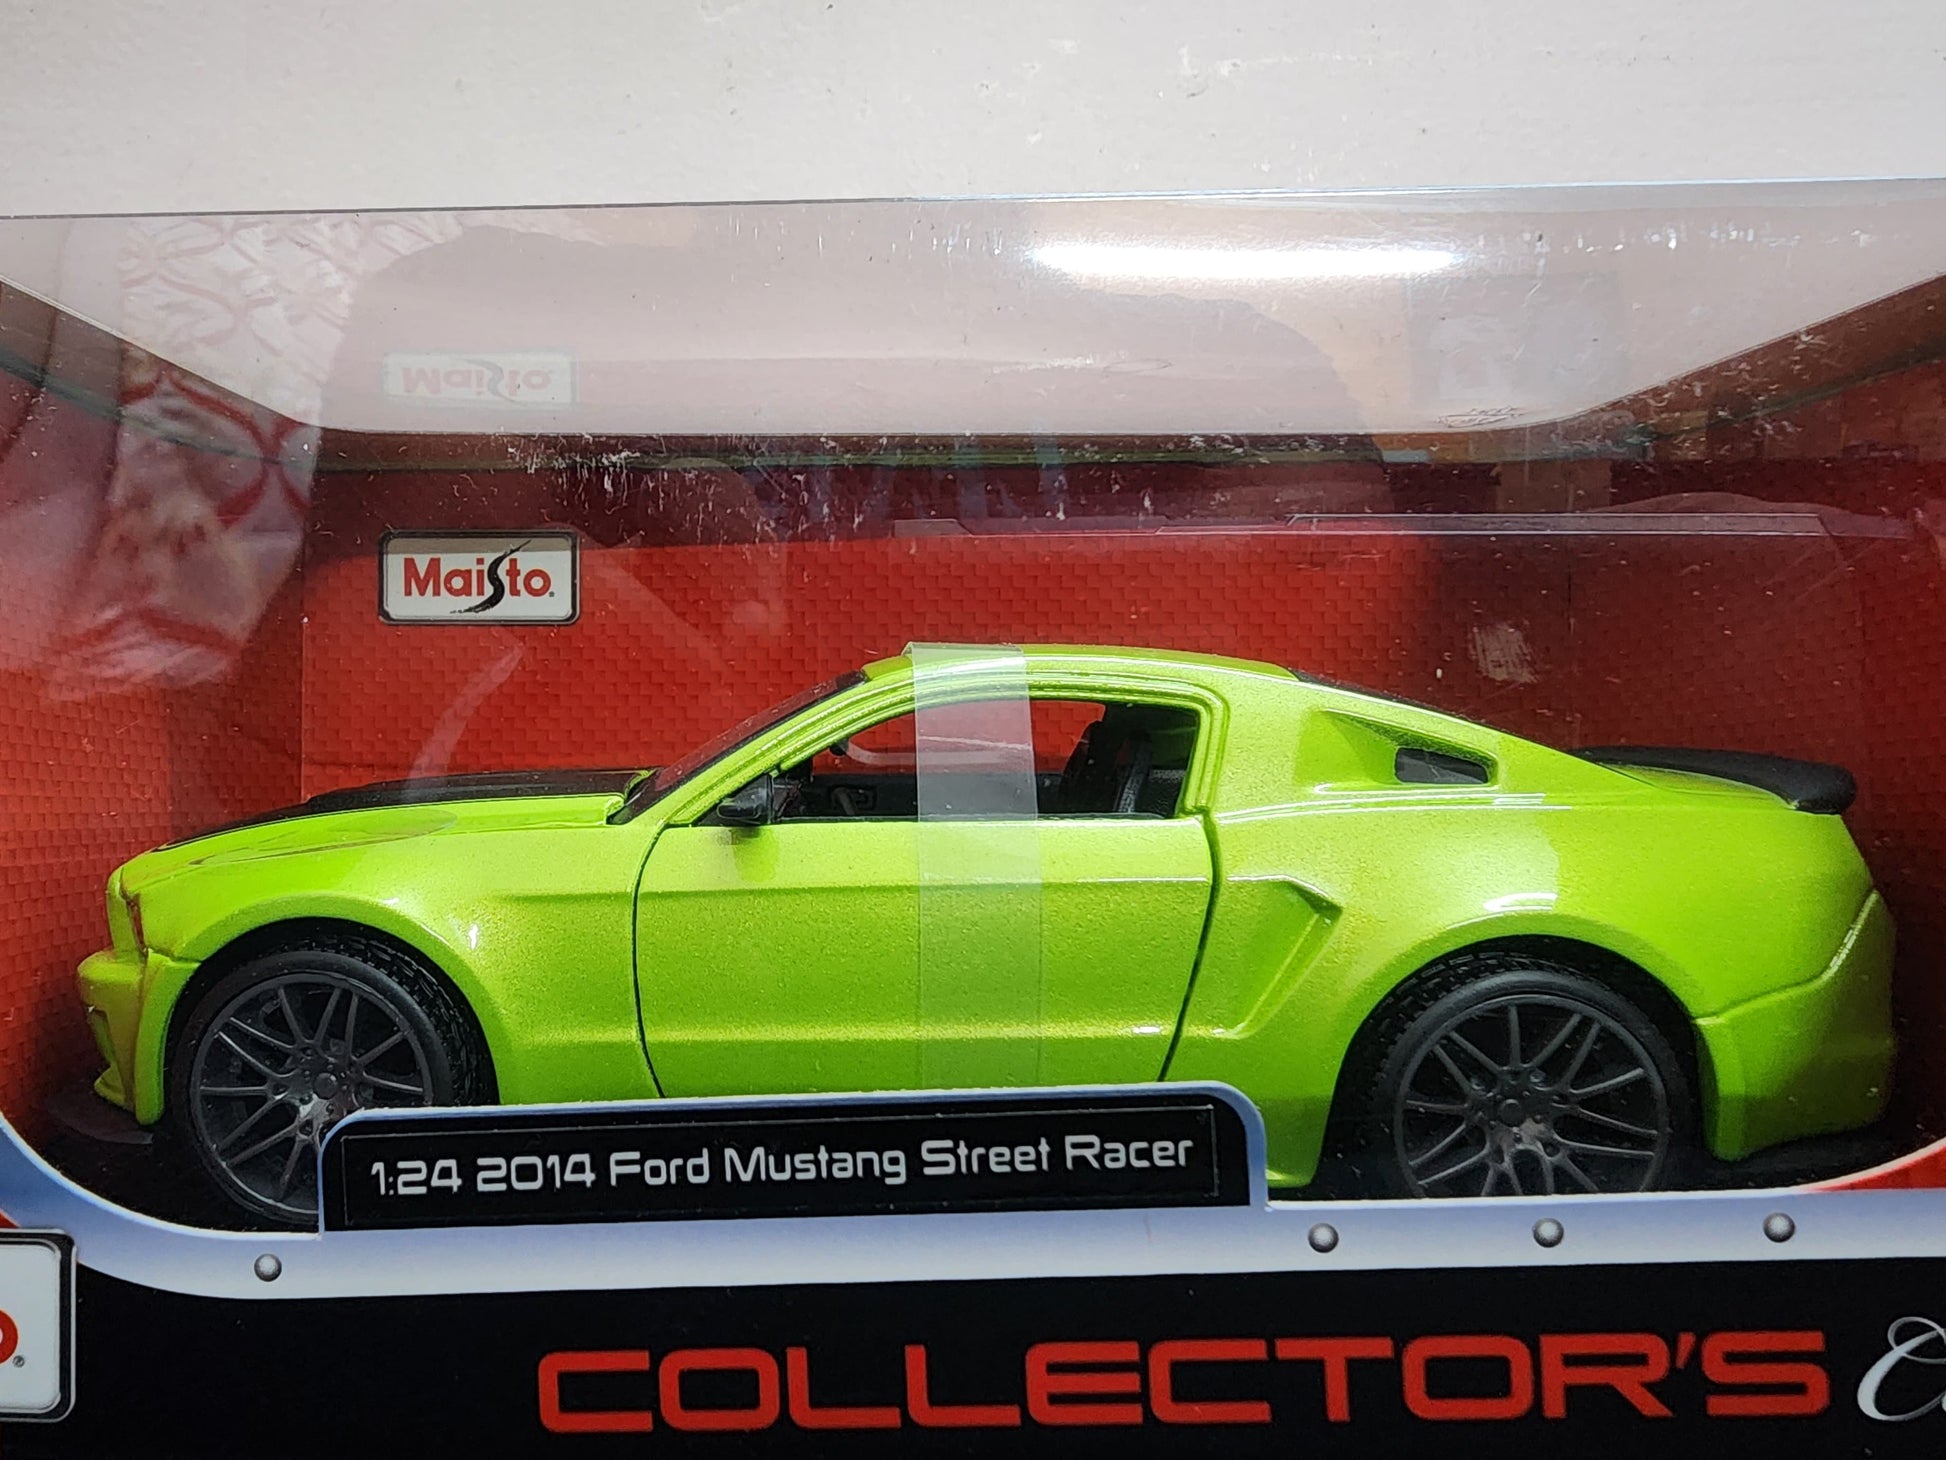 Maisto
Maisto
1:24 2014 Ford Mustang Street Racer
COLLECTOR'S